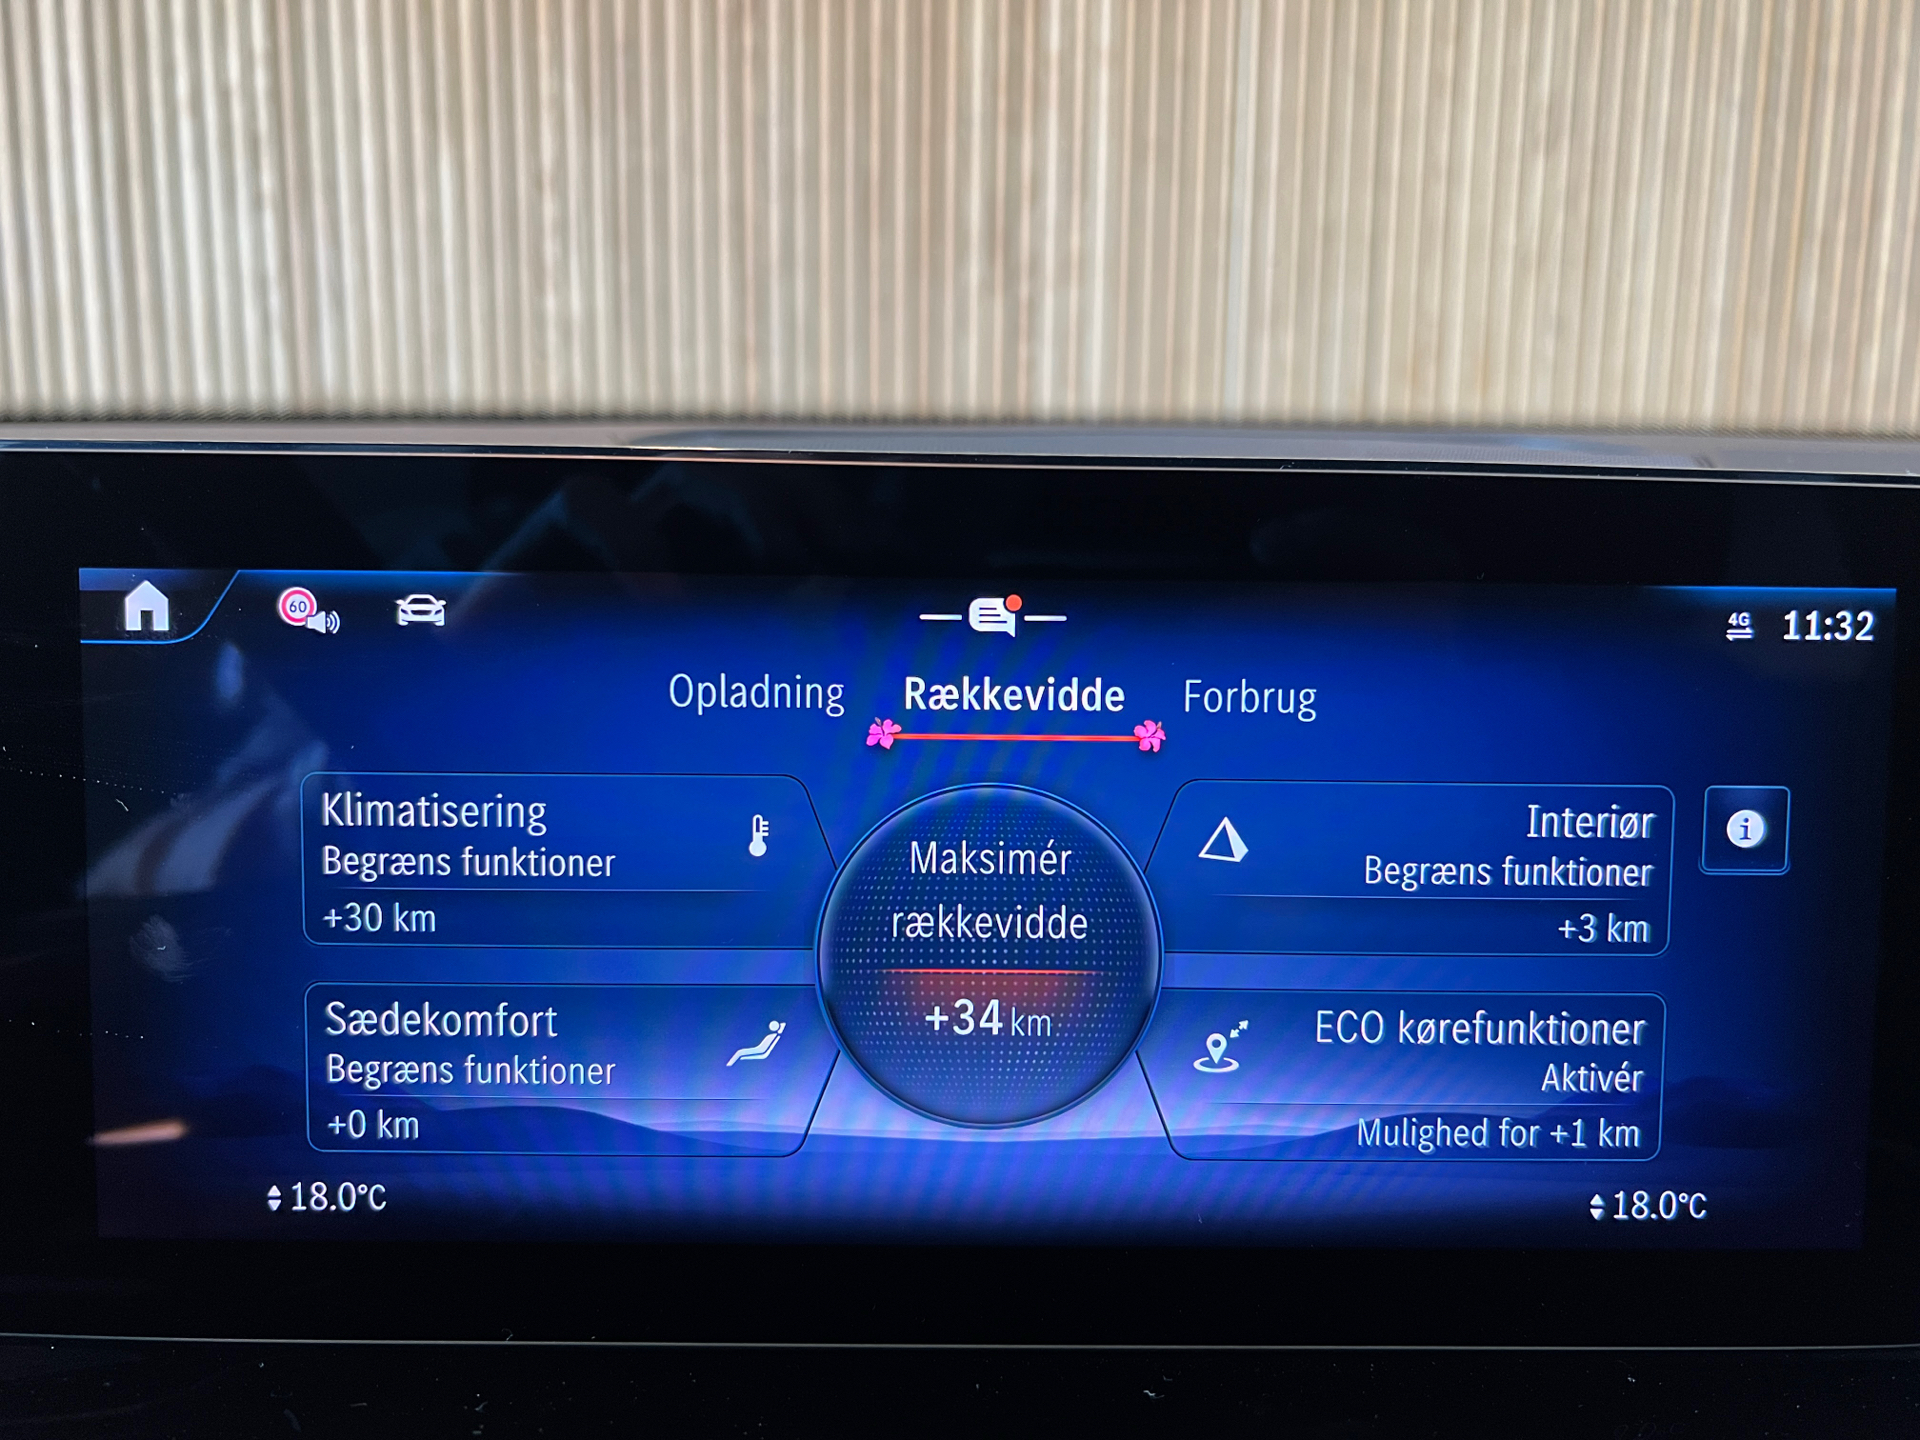 60
4G
11:32
Opladning
Rækkevidde
Forbrug
Klimatisering
Begræns funktioner
+30 km
Maksimér
rækkevidde
+34 km
Interiør
Begræns funktioner
+3 km
i
Sædekomfort
Begræns funktioner
+0 km
ECO kørefunktioner
Aktivér
Mulighed for +1 km
18.0°C
18.0°C